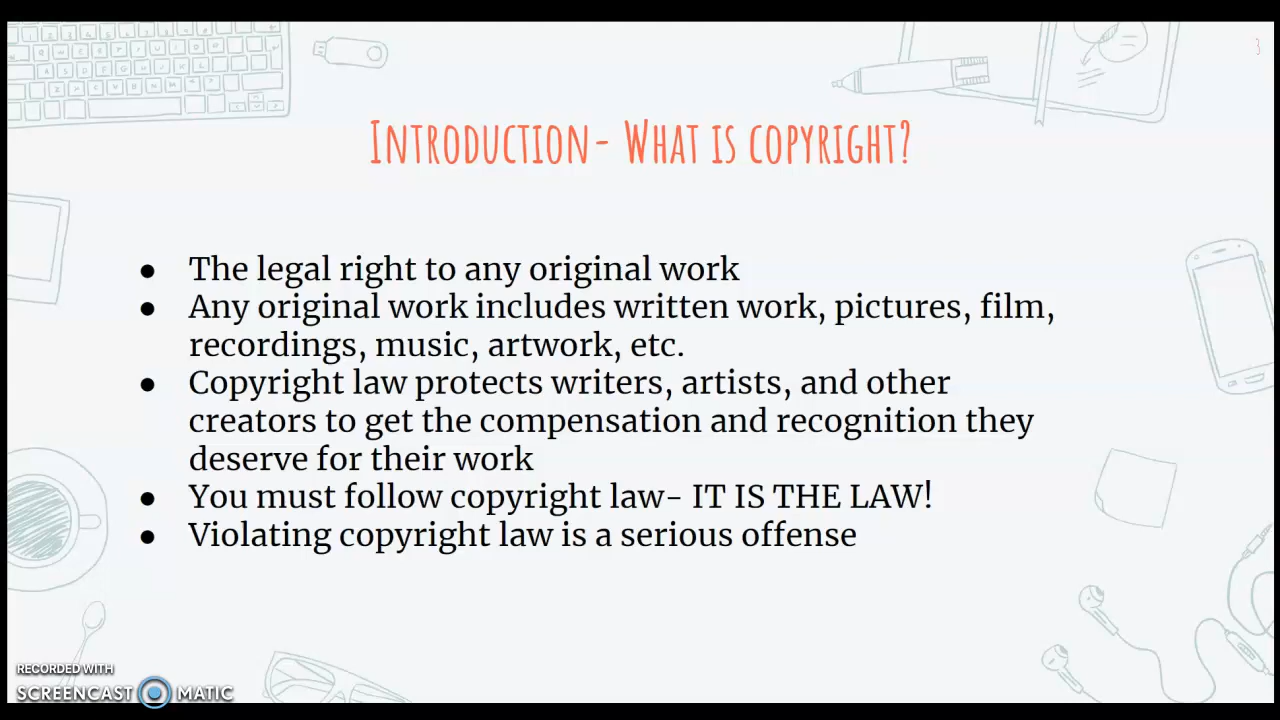 3
Introduction- What is copyright?
● The legal right to any original work
● Any original work includes written work, pictures, film,
recordings, music, artwork, etc.
● Copyright law protects writers, artists, and other
creators to get the compensation and recognition they
deserve for their work
● You must follow copyright law- IT IS THE LAW!
● Violating copyright law is a serious offense
RECORDED WITH
SCREENCAST MATIC